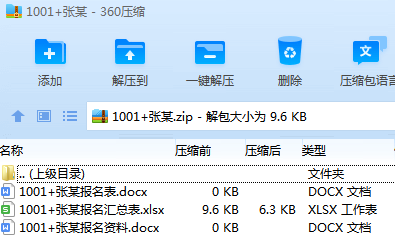 1001+张某 - 360压缩
添加 解压到 一键解压 删除 压缩包语言
1001+张某.zip - 解包大小为 9.6 KB
名称 压缩前 压缩后 类型
.. (上级目录) 文件夹
1001+张某报名表.docx 0 KB DOCX 文档
1001+张某报名汇总表.xlsx 9.6 KB 6.3 KB XLSX 工作表
1001+张某报名资料.docx 0 KB DOCX 文档